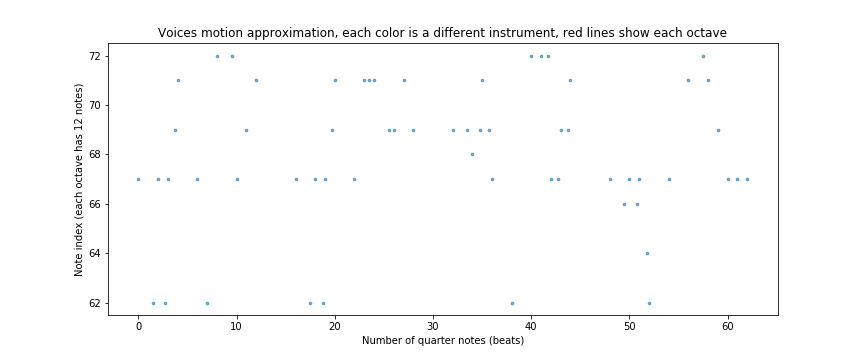 Voices motion approximation, each color is a different instrument, red lines show each octave
Note index (each octave has 12 notes)
72
70
68
66
64
62
0 10 20 30 40 50 60
Number of quarter notes (beats)